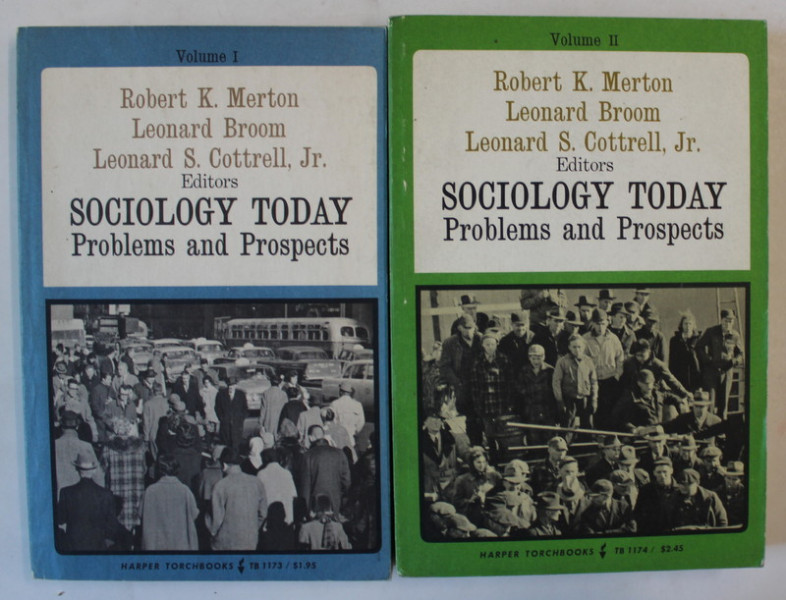 Volume I
Robert K. Merton
Leonard Broom
Leonard S. Cottrell, Jr.
Editors
SOCIOLOGY TODAY
Problems and Prospects
HARPER TORCHBOOKS TB 1173 / $1.95
Volume II
Robert K. Merton
Leonard Broom
Leonard S. Cottrell, Jr.
Editors
SOCIOLOGY TODAY
Problems and Prospects
HARPER TORCHBOOKS TB 1174 / $2.45